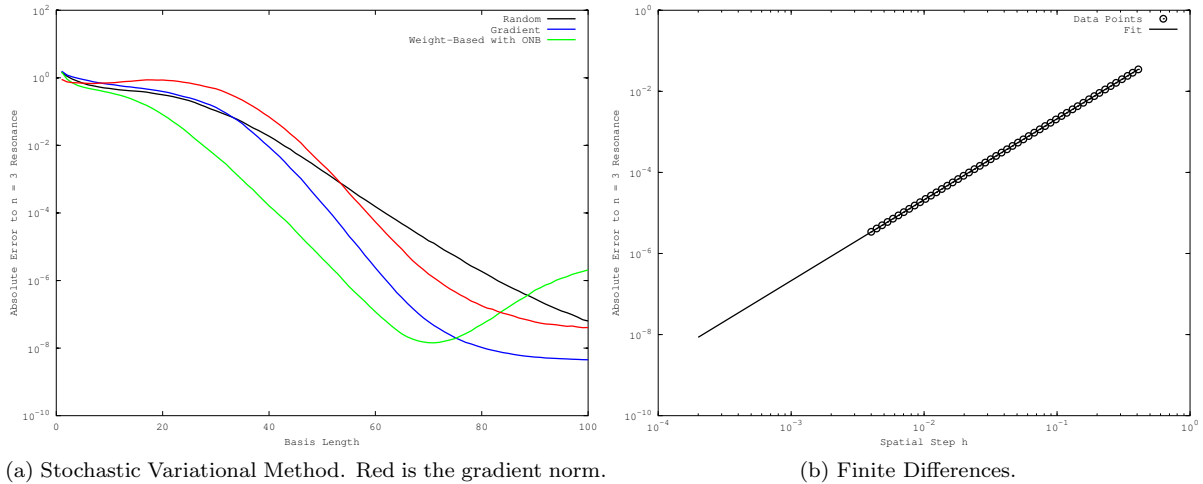 Absolute Error to n = 3 Resonance
10^2
10^0
10^-2
10^-4
10^-6
10^-8
10^-10
0
20
40
60
80
100
Basis Length
Random
Gradient
Weight-Based with ONB
(a) Stochastic Variational Method. Red is the gradient norm.
Absolute Error to n = 3 Resonance
10^0
10^-2
10^-4
10^-6
10^-8
10^-10
10^-4
10^-3
10^-2
10^-1
10^0
Spatial Step h
Data Points
Fit
(b) Finite Differences.